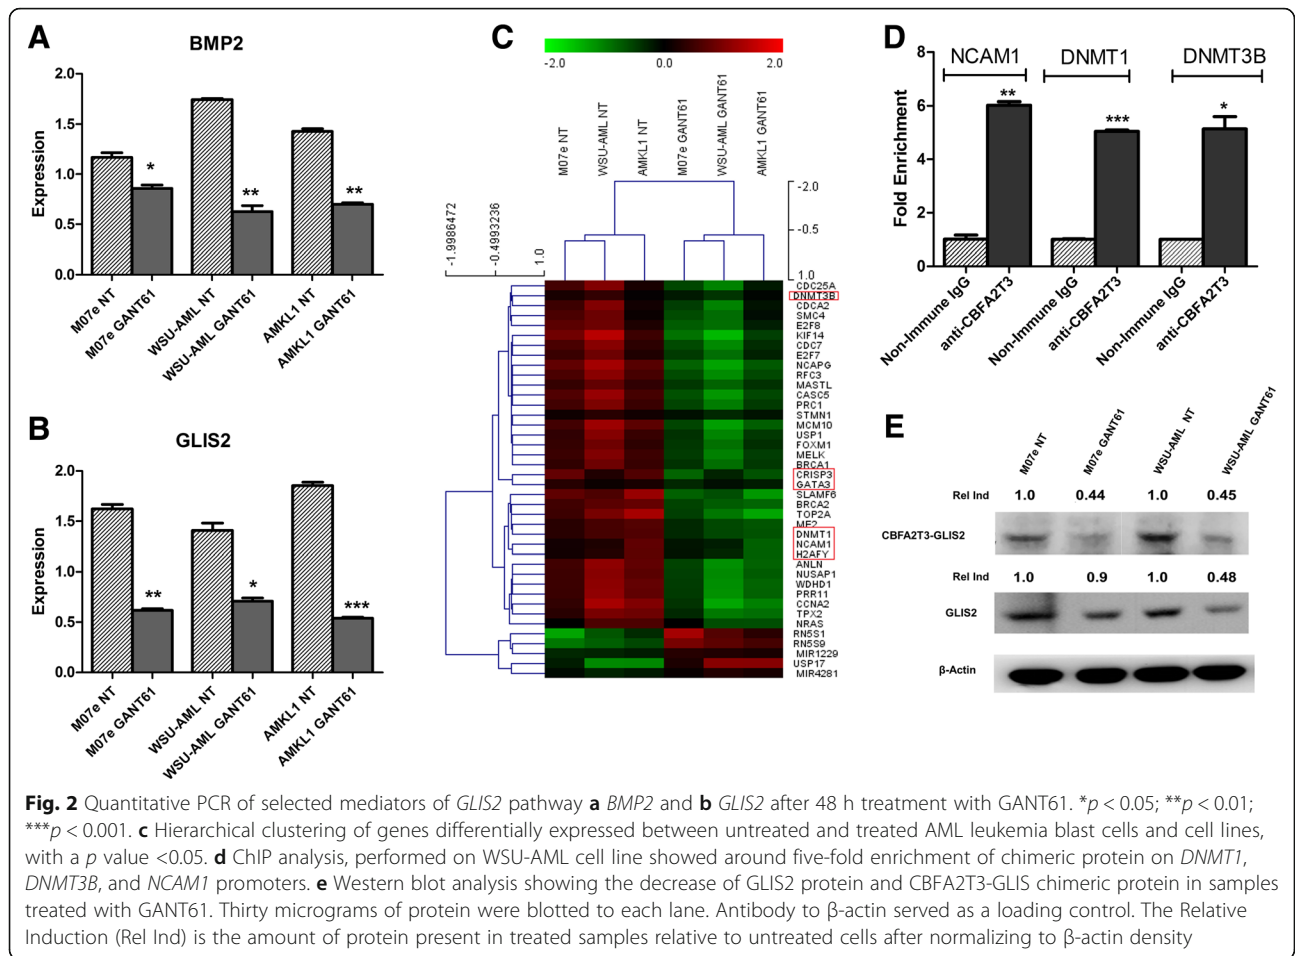 A
BMP2
2.0
1.5
1.0
0.5
0.0
Expression
M07e NT
M07e GANT61
WSU-AML NT
WSU-AML GANT61
AMKL1 NT
AMKL1 GANT61
*
**
**
B
GLIS2
2.0
1.5
1.0
0.5
0.0
Expression
M07e NT
M07e GANT61
WSU-AML NT
WSU-AML GANT61
AMKL1 NT
AMKL1 GANT61
**
*
***
C
-2.0 0.0 2.0
M07e NT
WSU-AML NT
AMKL1 NT
M07e GANT61
WSU-AML GANT61
AMKL1 GANT61
-2.0
-0.5
1.0
-1.9986472
-0.4993236
1.0
CDC25A
DNMT3B
CDCA2
SMC4
E2F8
KIF14
CDC7
E2F7
NCAPG
RFC3
MASTL
CASC5
PRC1
STMN1
MCM10
USP1
FOXM1
MELK
BRCA1
CRISP3
GATA3
SLAMF6
BRCA2
TOP2A
ME2
DNMT1
NCAM1
H2AFY
ANLN
NUSAP1
WDHD1
PRR11
CCNA2
TPX2
NRAS
RN5S1
RN5S9
MIR1229
USP17
MIR4281
D
8
6
4
2
0
Fold Enrichment
NCAM1 DNMT1 DNMT3B
**
***
*
Non-Immune IgG
anti-CBFA2T3
Non-Immune IgG
anti-CBFA2T3
Non-Immune IgG
anti-CBFA2T3
E
M07e NT
M07e GANT61
WSU-AML NT
WSU-AML GANT61
Rel Ind 1.0 0.44 1.0 0.45
CBFA2T3-GLIS2
Rel Ind 1.0 0.9 1.0 0.48
GLIS2
β-Actin
Fig. 2 Quantitative PCR of selected mediators of GLIS2 pathway a BMP2 and b GLIS2 after 48 h treatment with GANT61. *p < 0.05; **p < 0.01;
***p < 0.001. c Hierarchical clustering of genes differentially expressed between untreated and treated AML leukemia blast cells and cell lines,
with a p value <0.05. d ChIP analysis, performed on WSU-AML cell line showed around five-fold enrichment of chimeric protein on DNMT1,
DNMT3B, and NCAM1 promoters. e Western blot analysis showing the decrease of GLIS2 protein and CBFA2T3-GLIS chimeric protein in samples
treated with GANT61. Thirty micrograms of protein were blotted to each lane. Antibody to β-actin served as a loading control. The Relative
Induction (Rel Ind) is the amount of protein present in treated samples relative to untreated cells after normalizing to β-actin density